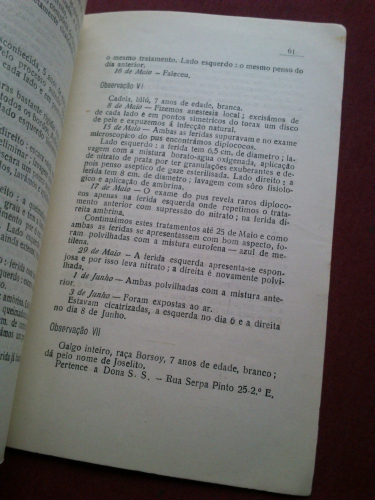 61
o mesmo tratamento. Lado esquerdo: o mesmo penso do
dia anterior.
16 de Maio — Faleceu.
Observação VI
Cadela, lúlú, 7 anos de edade, branca.
8 de Maio — Fizemos anestesia local; excisâmos
de cada lado e em pontos simetricos do torax um disco
de pele e expuzemos á infecção natural.
15 de Maio — Ambas as feridas supuravam e no exame
microscopico do pus encontrámos diplococos.
Lado esquerdo: a ferida tem 6,5 cm. de diametro; la-
vagem com a mistura borato-agua oxigenada, aplicação
de nitrato de prata por ter granulações exuberantes e de-
pois penso aseptico de gaze esterilisada. Lado direito; a
ferida tem 8 cm. de diametro; lavagem com sôro fisiolo-
gico e aplicação de ambrina.
17 de Maio — O exame do pus revela raros diploco-
cos apenas na ferida esquerda onde repetimos o trata-
mento anterior com supressão do nitrato; na ferida di-
reita ambrina.
Continuámos estes tratamentos até 25 de Maio e como
ambas as feridas se apresentassem com bom aspecto, fo-
ram polvilhadas com a mistura eurofena — azul de me-
tilena.
29 de Maio — A ferida esquerda apresenta-se espon-
josa e por isso leva nitrato; a direita é novamente polvi-
lhada.
1 de Junho — Ambas polvilhadas com a mistura ante-
rior.
3 de Junho — Foram expostas ao ar.
Estavam cicatrizadas, a esquerda no dia 6 e a direita
no dia 8 de Junho.
Observação VII
Galgo inteiro, raça Borsoy, 7 anos de edade, branco;
dá pelo nome de Joselito.
Pertence a Dona S. S. — Rua Serpa Pinto 25-2.º E.